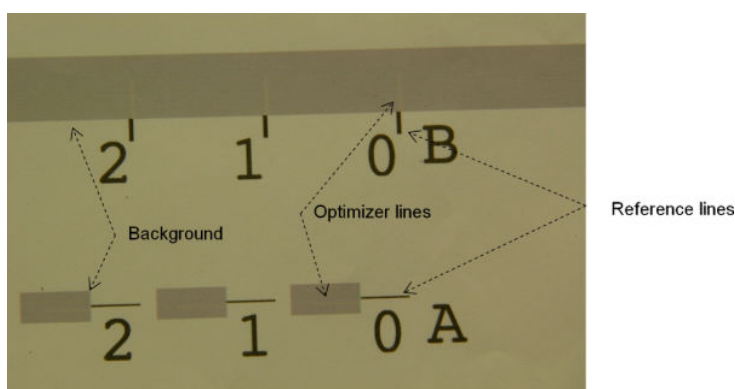 2 1 0 B
Optimizer lines
Reference lines
Background
2 1 0 A